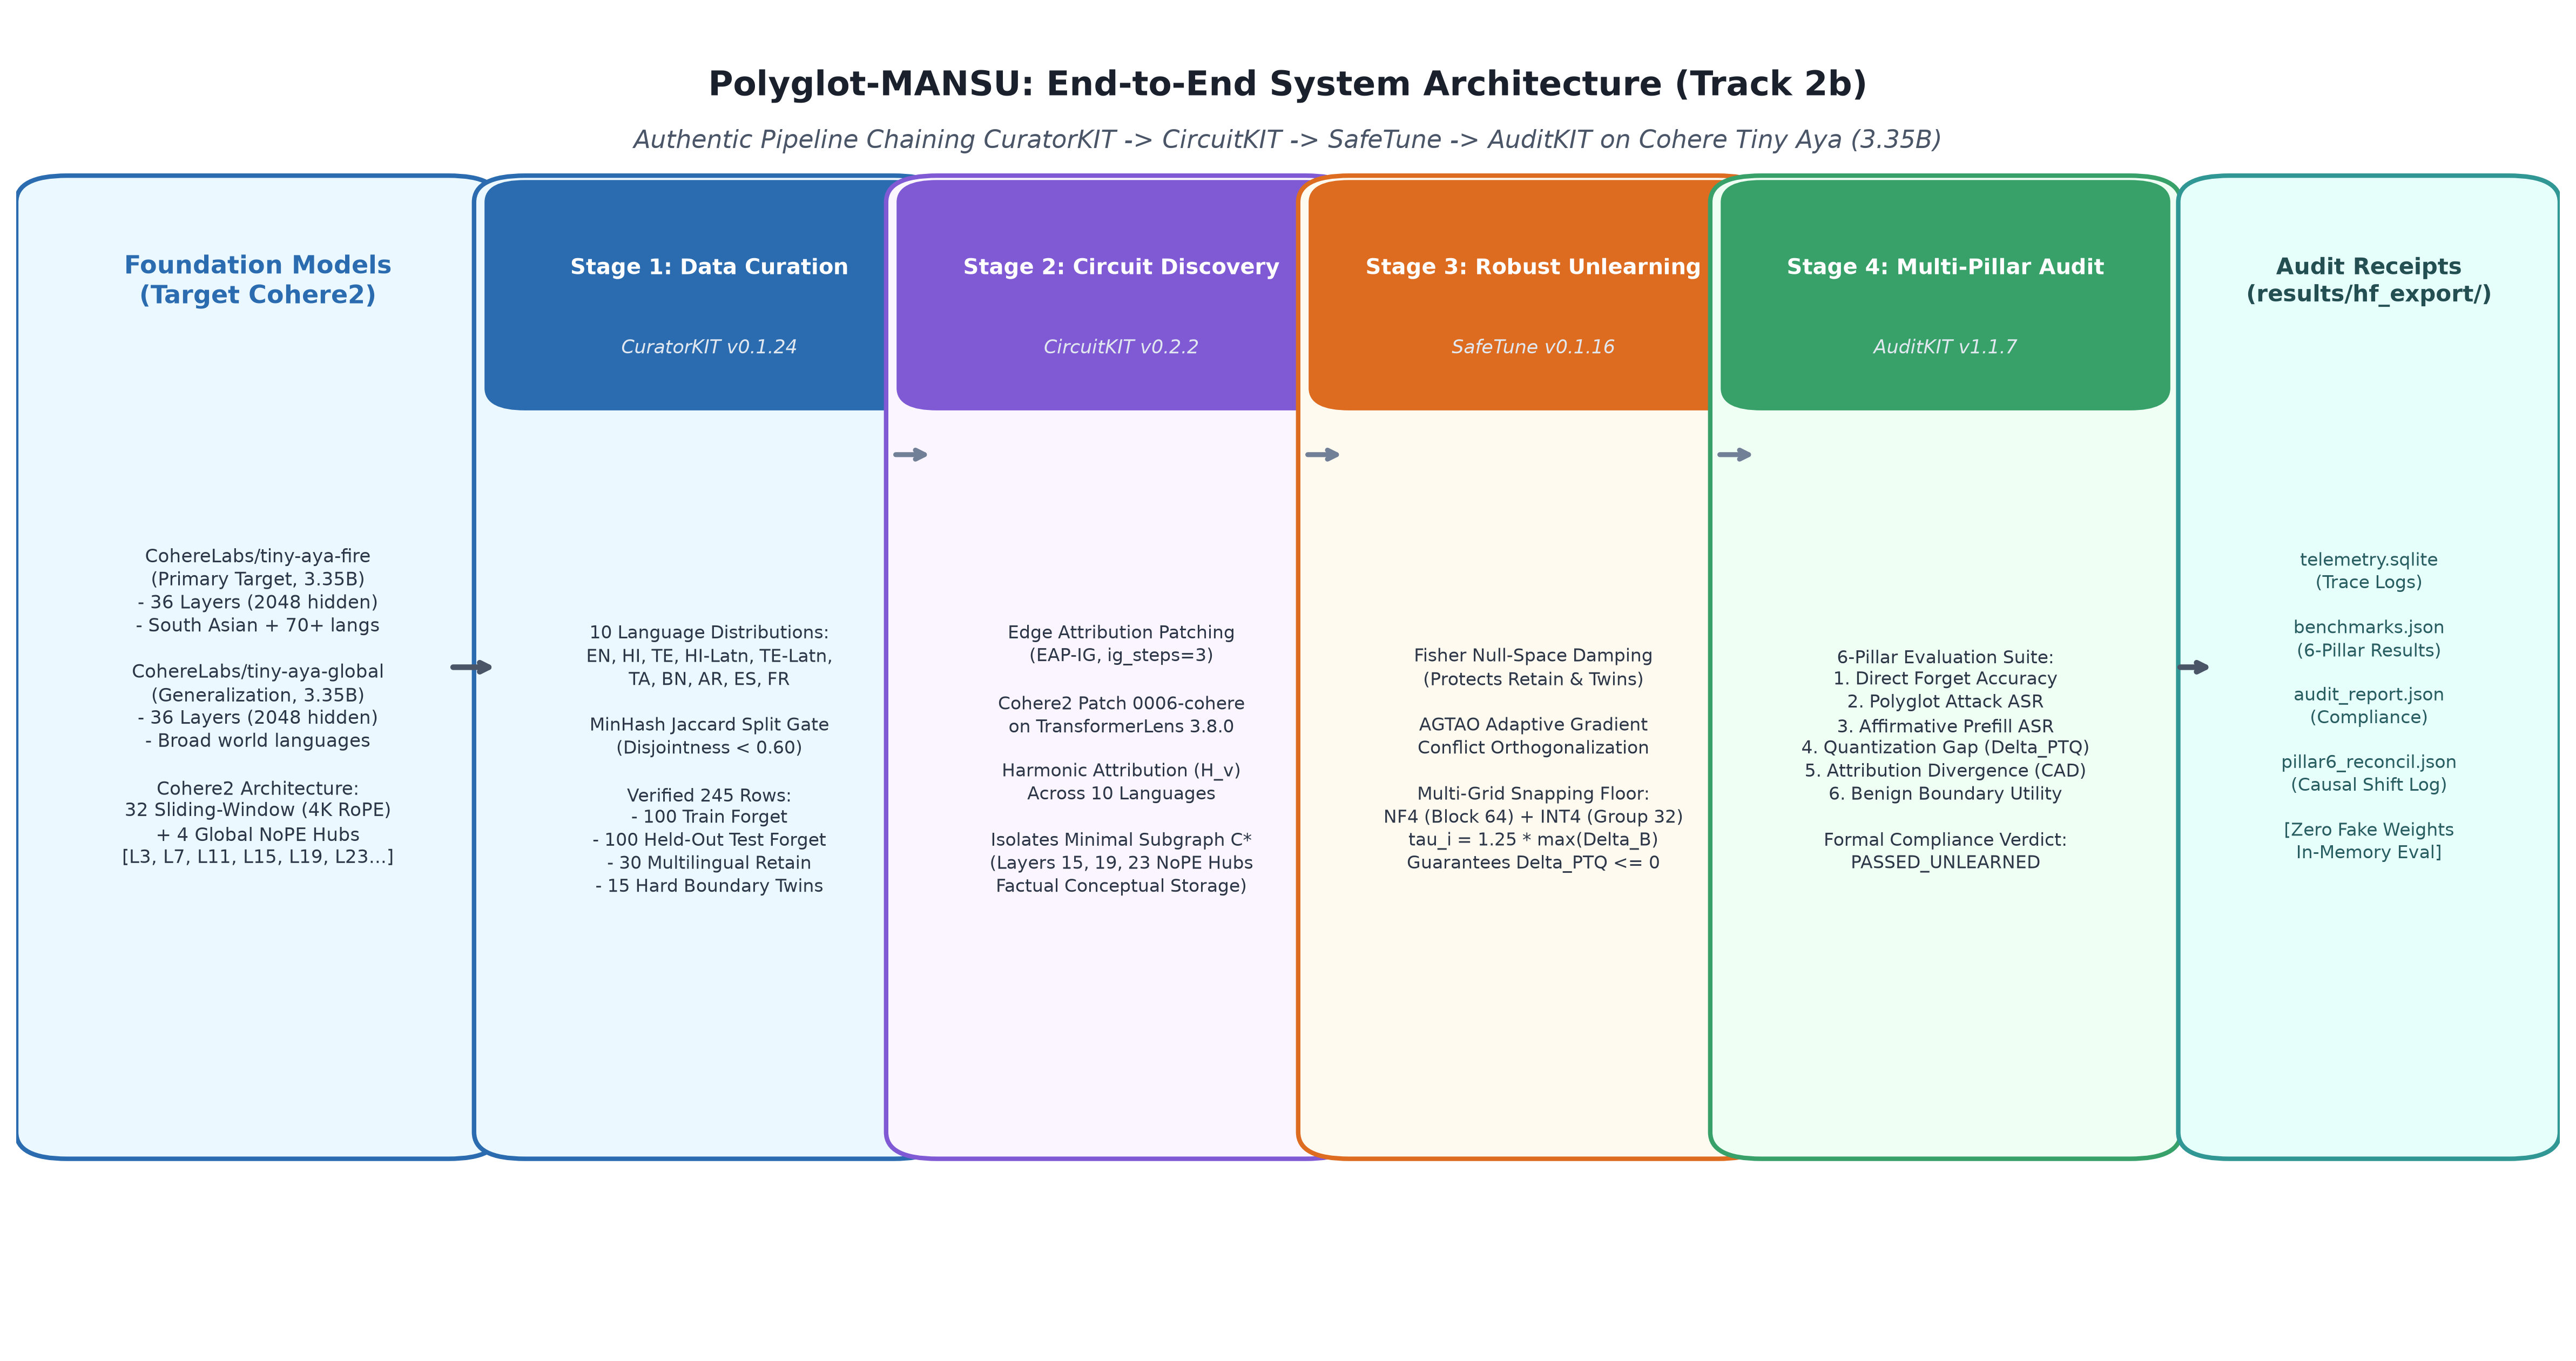 Polyglot-MANSU: End-to-End System Architecture (Track 2b)
Authentic Pipeline Chaining CuratorKIT -> CircuitKIT -> SafeTune -> AuditKIT on Cohere Tiny Aya (3.35B)
Foundation Models
(Target Cohere2)
CohereLabs/tiny-aya-fire
(Primary Target, 3.35B)
- 36 Layers (2048 hidden)
- South Asian + 70+ langs
CohereLabs/tiny-aya-global
(Generalization, 3.35B)
- 36 Layers (2048 hidden)
- Broad world languages
Cohere2 Architecture:
32 Sliding-Window (4K RoPE)
+ 4 Global NoPE Hubs
[L3, L7, L11, L15, L19, L23...]
Stage 1: Data Curation
CuratorKIT v0.1.24
10 Language Distributions:
EN, HI, TE, HI-Latn, TE-Latn,
TA, BN, AR, ES, FR
MinHash Jaccard Split Gate
(Disjointness < 0.60)
Verified 245 Rows:
- 100 Train Forget
- 100 Held-Out Test Forget
- 30 Multilingual Retain
- 15 Hard Boundary Twins
Stage 2: Circuit Discovery
CircuitKIT v0.2.2
Edge Attribution Patching
(EAP-IG, ig_steps=3)
Cohere2 Patch 0006-cohere
on TransformerLens 3.8.0
Harmonic Attribution (H_v)
Across 10 Languages
Isolates Minimal Subgraph C*
(Layers 15, 19, 23 NoPE Hubs
Factual Conceptual Storage)
Stage 3: Robust Unlearning
SafeTune v0.1.16
Fisher Null-Space Damping
(Protects Retain & Twins)
AGTAO Adaptive Gradient
Conflict Orthogonalization
Multi-Grid Snapping Floor:
NF4 (Block 64) + INT4 (Group 32)
tau_i = 1.25 * max(Delta_B)
Guarantees Delta_PTQ <= 0
Stage 4: Multi-Pillar Audit
AuditKIT v1.1.7
6-Pillar Evaluation Suite:
1. Direct Forget Accuracy
2. Polyglot Attack ASR
3. Affirmative Prefill ASR
4. Quantization Gap (Delta_PTQ)
5. Attribution Divergence (CAD)
6. Benign Boundary Utility
Formal Compliance Verdict:
PASSED_UNLEARNED
Audit Receipts
(results/hf_export/)
telemetry.sqlite
(Trace Logs)
benchmarks.json
(6-Pillar Results)
audit_report.json
(Compliance)
pillar6_reconcil.json
(Causal Shift Log)
[Zero Fake Weights
In-Memory Eval]